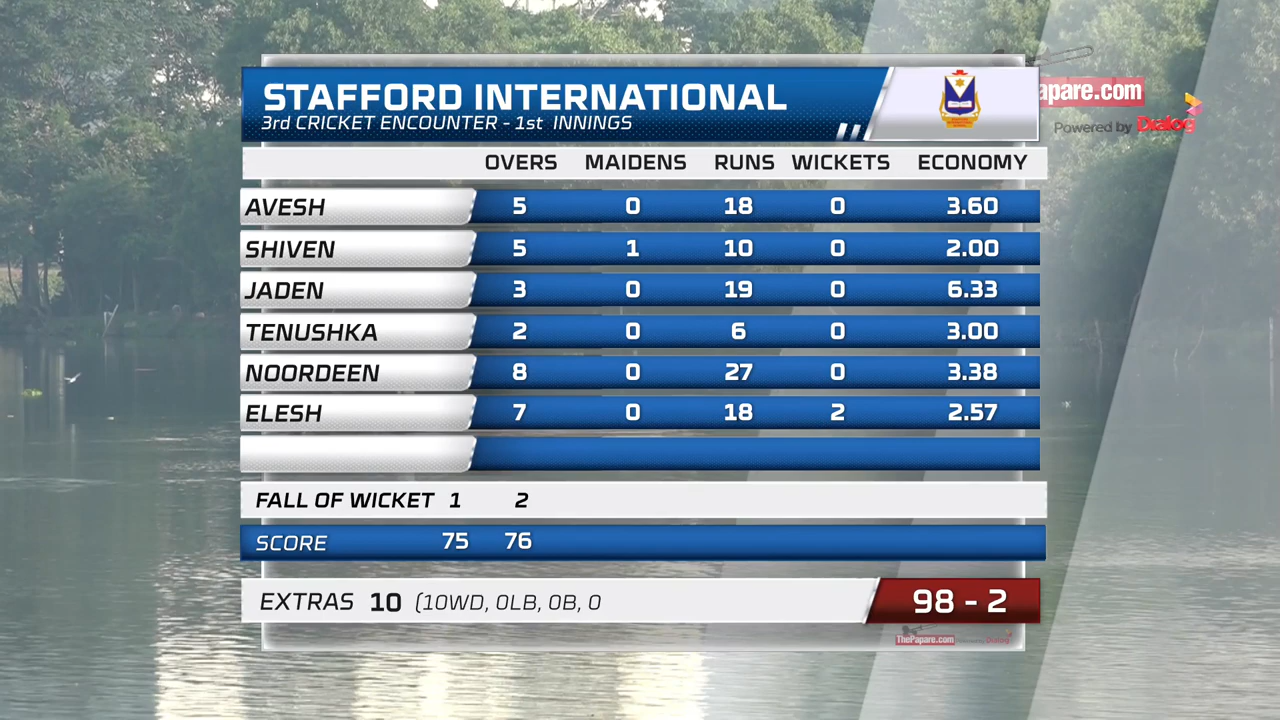 STAFFORD INTERNATIONAL
3rd CRICKET ENCOUNTER - 1st INNINGS
apare.com
Powered by Dialog
OVERS MAIDENS RUNS WICKETS ECONOMY
AVESH 5 0 18 0 3.60
SHIVEN 5 1 10 0 2.00
JADEN 3 0 19 0 6.33
TENUSHKA 2 0 6 0 3.00
NOORDEEN 8 0 27 0 3.38
ELESH 7 0 18 2 2.57
FALL OF WICKET 1 2
SCORE 75 76
EXTRAS 10 (10WD, 0LB, 0B, 0
98 - 2
ThePapare.com